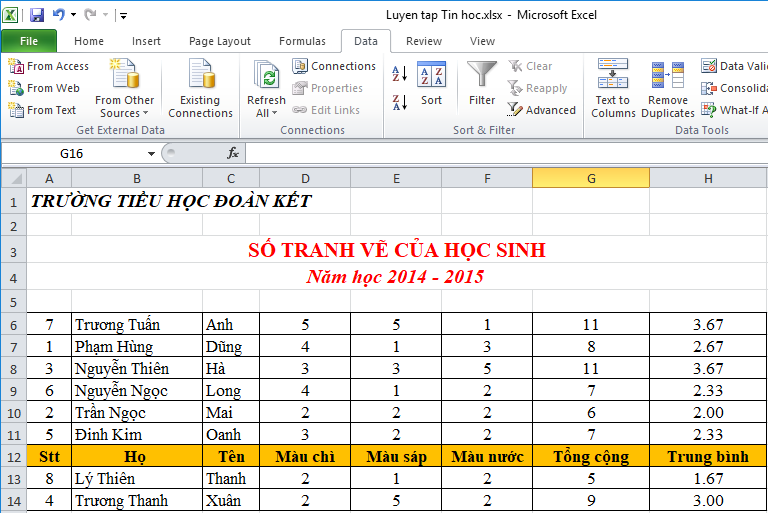 Luyen tap Tin hoc.xlsx - Microsoft Excel
File Home Insert Page Layout Formulas Data Review View
From Access
From Web
From Text
From Other Sources
Existing Connections
Get External Data
Refresh All
Connections
Properties
Edit Links
Connections
Sort
Filter
Clear
Reapply
Advanced
Sort & Filter
Text to Columns
Remove Duplicates
Data Vali
Consolida
What-If A
Data Tools
G16 fx
A B C D E F G H
1 TRƯỜNG TIỂU HỌC ĐOÀN KẾT
2
3 SỐ TRANH VẼ CỦA HỌC SINH
4 Năm học 2014 - 2015
5
6 7 Trương Tuấn Anh 5 5 1 11 3.67
7 1 Phạm Hùng Dũng 4 1 3 8 2.67
8 3 Nguyễn Thiên Hà 3 3 5 11 3.67
9 6 Nguyễn Ngọc Long 4 1 2 7 2.33
10 2 Trần Ngọc Mai 2 2 2 6 2.00
11 5 Đinh Kim Oanh 3 2 2 7 2.33
12 Stt Họ Tên Màu chì Màu sáp Màu nước Tổng cộng Trung bình
13 8 Lý Thiên Thanh 2 1 2 5 1.67
14 4 Trương Thanh Xuân 2 5 2 9 3.00